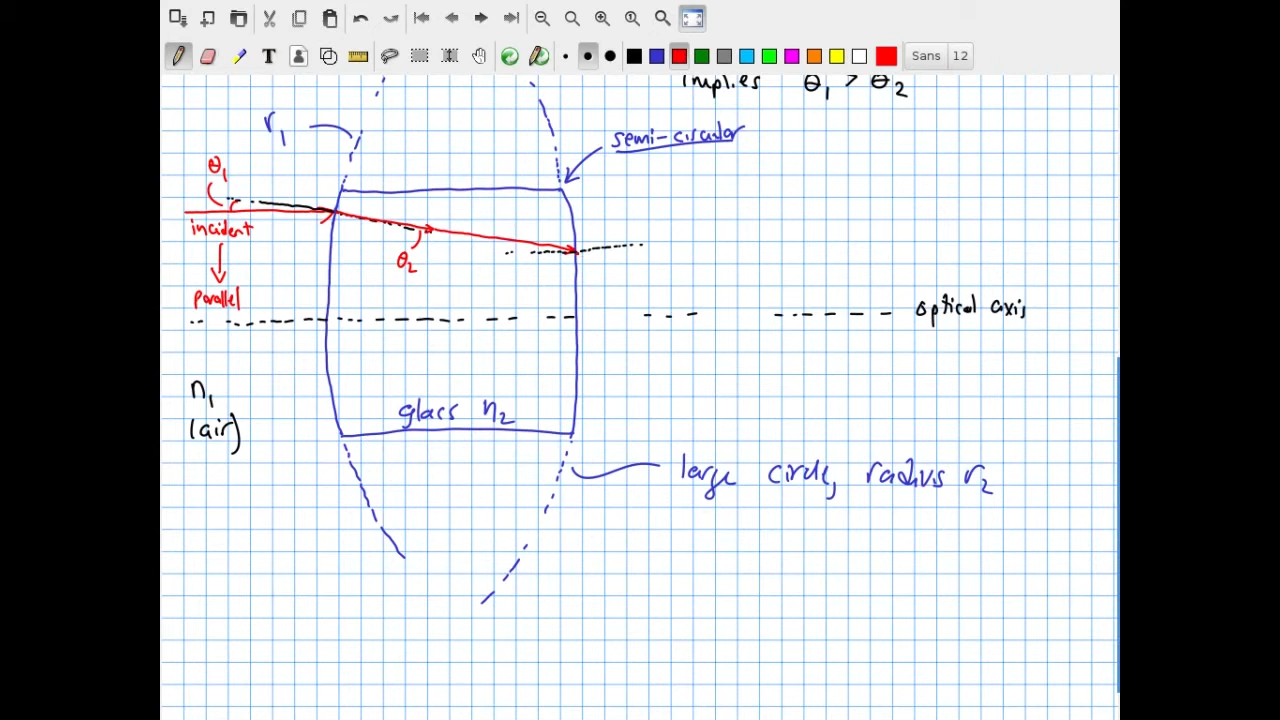 T
Sans 12
implies θ₁ > θ₂
r₁
semi-circular
θ₁
incident
θ₂
parallel
optical axis
n₁
(air)
glass n₂
large circle, radius r₂